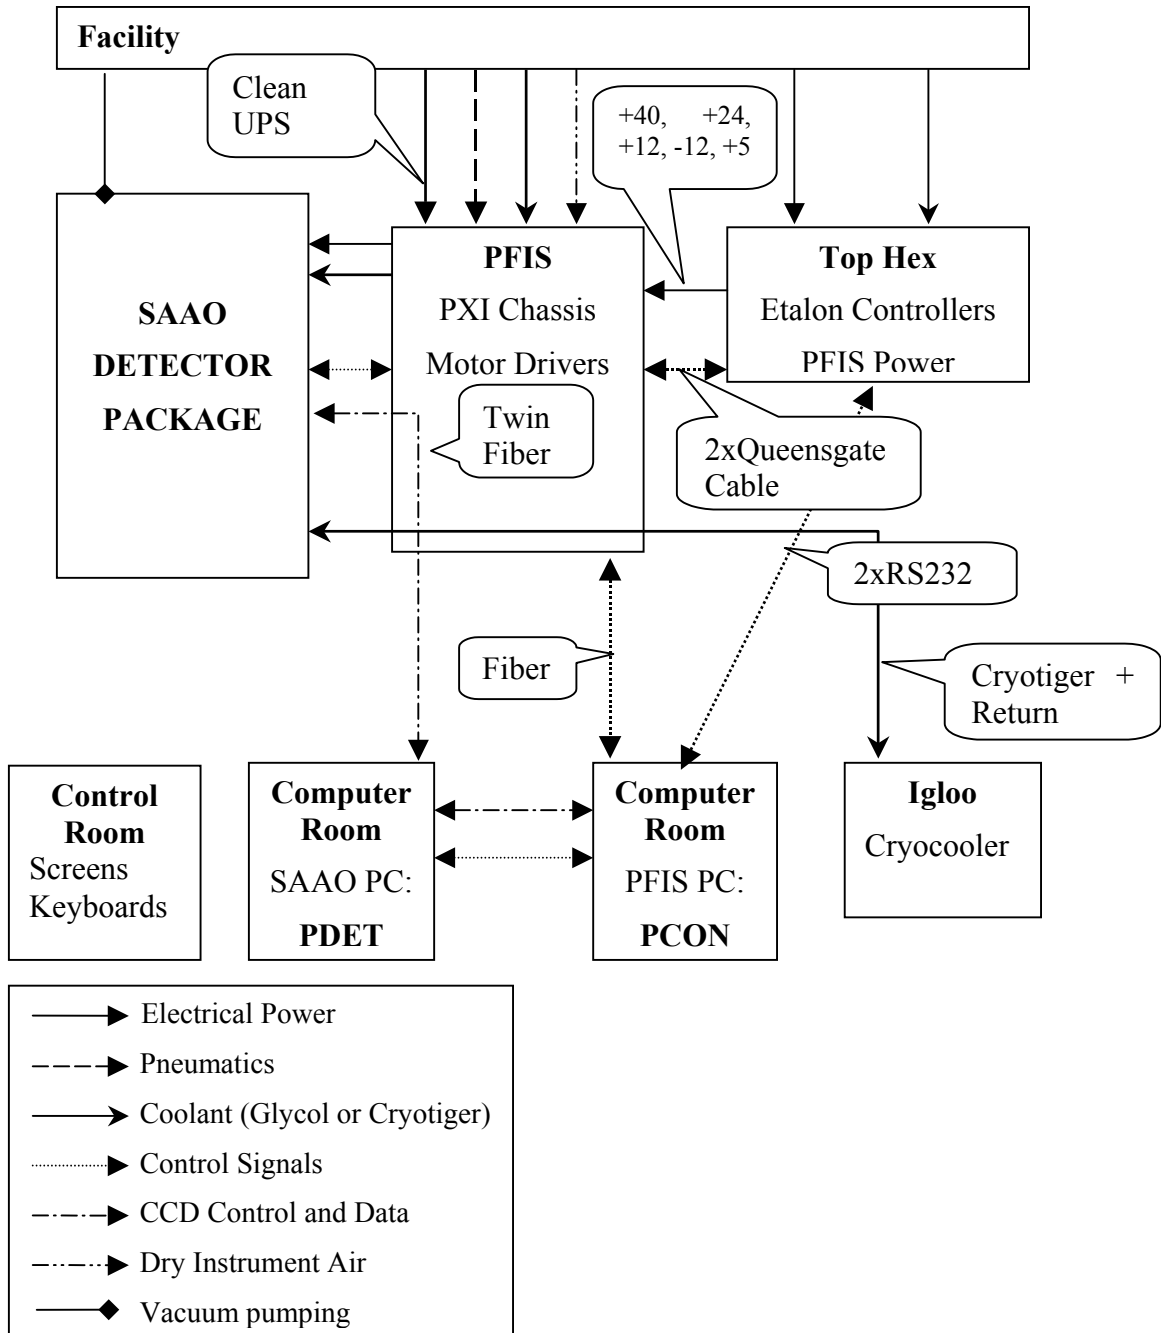 Facility
Clean
UPS
+40, +24,
+12, -12, +5
SAAO
DETECTOR
PACKAGE
PFIS
PXI Chassis
Motor Drivers
Top Hex
Etalon Controllers
PFIS Power
Twin
Fiber
2xQueensgate
Cable
2xRS232
Fiber
Cryotiger +
Return
Control
Room
Screens
Keyboards
Computer
Room
SAAO PC:
PDET
Computer
Room
PFIS PC:
PCON
Igloo
Cryocooler
Electrical Power
Pneumatics
Coolant (Glycol or Cryotiger)
Control Signals
CCD Control and Data
Dry Instrument Air
Vacuum pumping